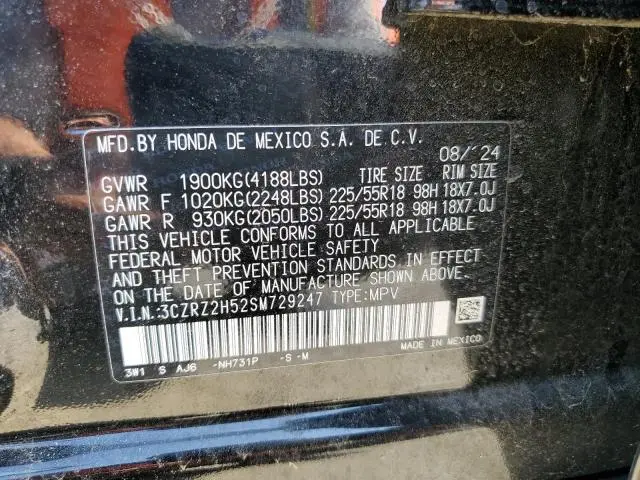 MFD.BY HONDA DE MEXICO S.A. DE C.V.
08/'24
GVWR 1900KG(4188LBS) TIRE SIZE RIM SIZE
GAWR F 1020KG(2248LBS) 225/55R18 98H 18X7.0J
GAWR R 930KG(2050LBS) 225/55R18 98H 18X7.0J
THIS VEHICLE CONFORMS TO ALL APPLICABLE
FEDERAL MOTOR VEHICLE SAFETY
AND THEFT PREVENTION STANDARDS IN EFFECT
ON THE DATE OF MANUFACTURE SHOWN ABOVE.
V.I.N.:3CZRZ2H52SM729247 TYPE:MPV
3W1 S AJ6 -NH731P -S -M
MADE IN MEXICO